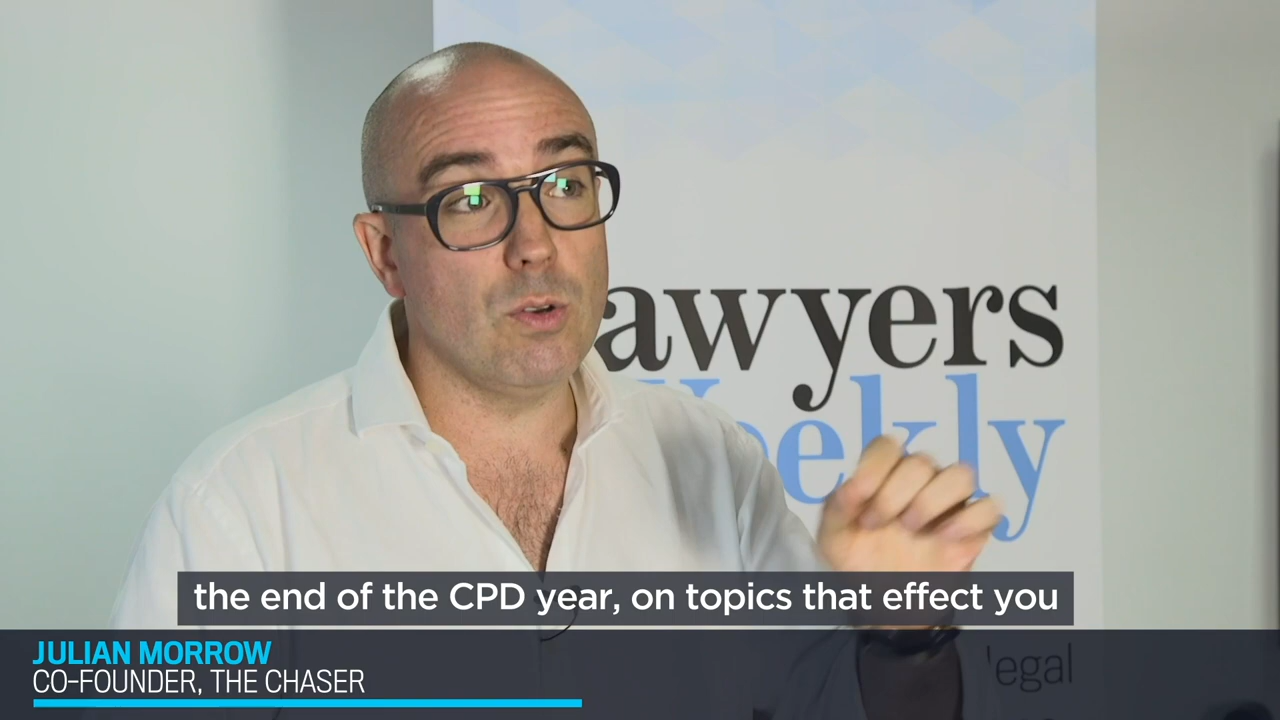 awyers
Weekly
the end of the CPD year, on topics that effect you
JULIAN MORROW
CO-FOUNDER, THE CHASER
egal